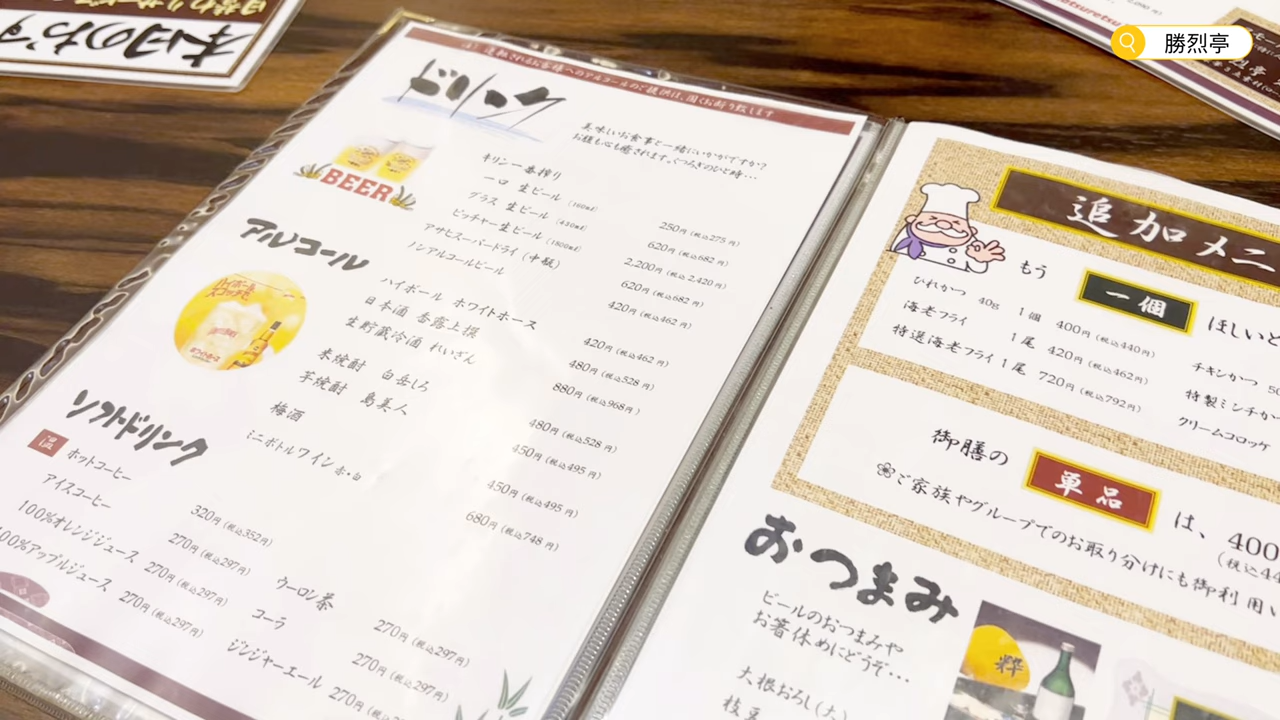 勝烈亭
本日のおす
ドリンク
美味しいお食事と一緒にいかがですか?
お腹も心も癒されます。くつろぎのひと時…
BEER
キリン一番搾り
一口 生ビール (160ml) 250円(税込275円)
グラス 生ビール (430ml) 620円(税込682円)
ピッチャー生ビール (1800ml) 2,200円(税込2,420円)
アサヒスーパードライ(中瓶) 620円(税込682円)
ノンアルコールビール 420円(税込462円)
アルコール
ハイボール ホワイトホース 420円(税込462円)
日本酒 香露上撰 480円(税込528円)
生貯蔵冷酒 れいざん 880円(税込968円)
米焼酎 白岳しろ 480円(税込528円)
芋焼酎 島美人 450円(税込495円)
梅酒 450円(税込495円)
ミニボトルワイン 赤・白 680円(税込748円)
ソフトドリンク
温 ホットコーヒー 320円(税込352円)
アイスコーヒー 270円(税込297円)
100%オレンジジュース 270円(税込297円)
100%アップルジュース 270円(税込297円)
ウーロン茶 270円(税込297円)
コーラ 270円(税込297円)
ジンジャーエール 270円(税込
追加メニ
もう 一個 ほしいと
ひれかつ 40g 1個 400円(税込440円)
海老フライ 1尾 420円(税込462円)
特選海老フライ 1尾 720円(税込792円)
チキンかつ 50
特製ミンチか
クリームコロッケ
御膳の 単品 は、400
(税込44
ご家族やグループでのお取り分けにも御利用い
おつまみ
ビールのおつまみや
お箸休めにどうぞ…
大根おろし(大)
枝豆
粋